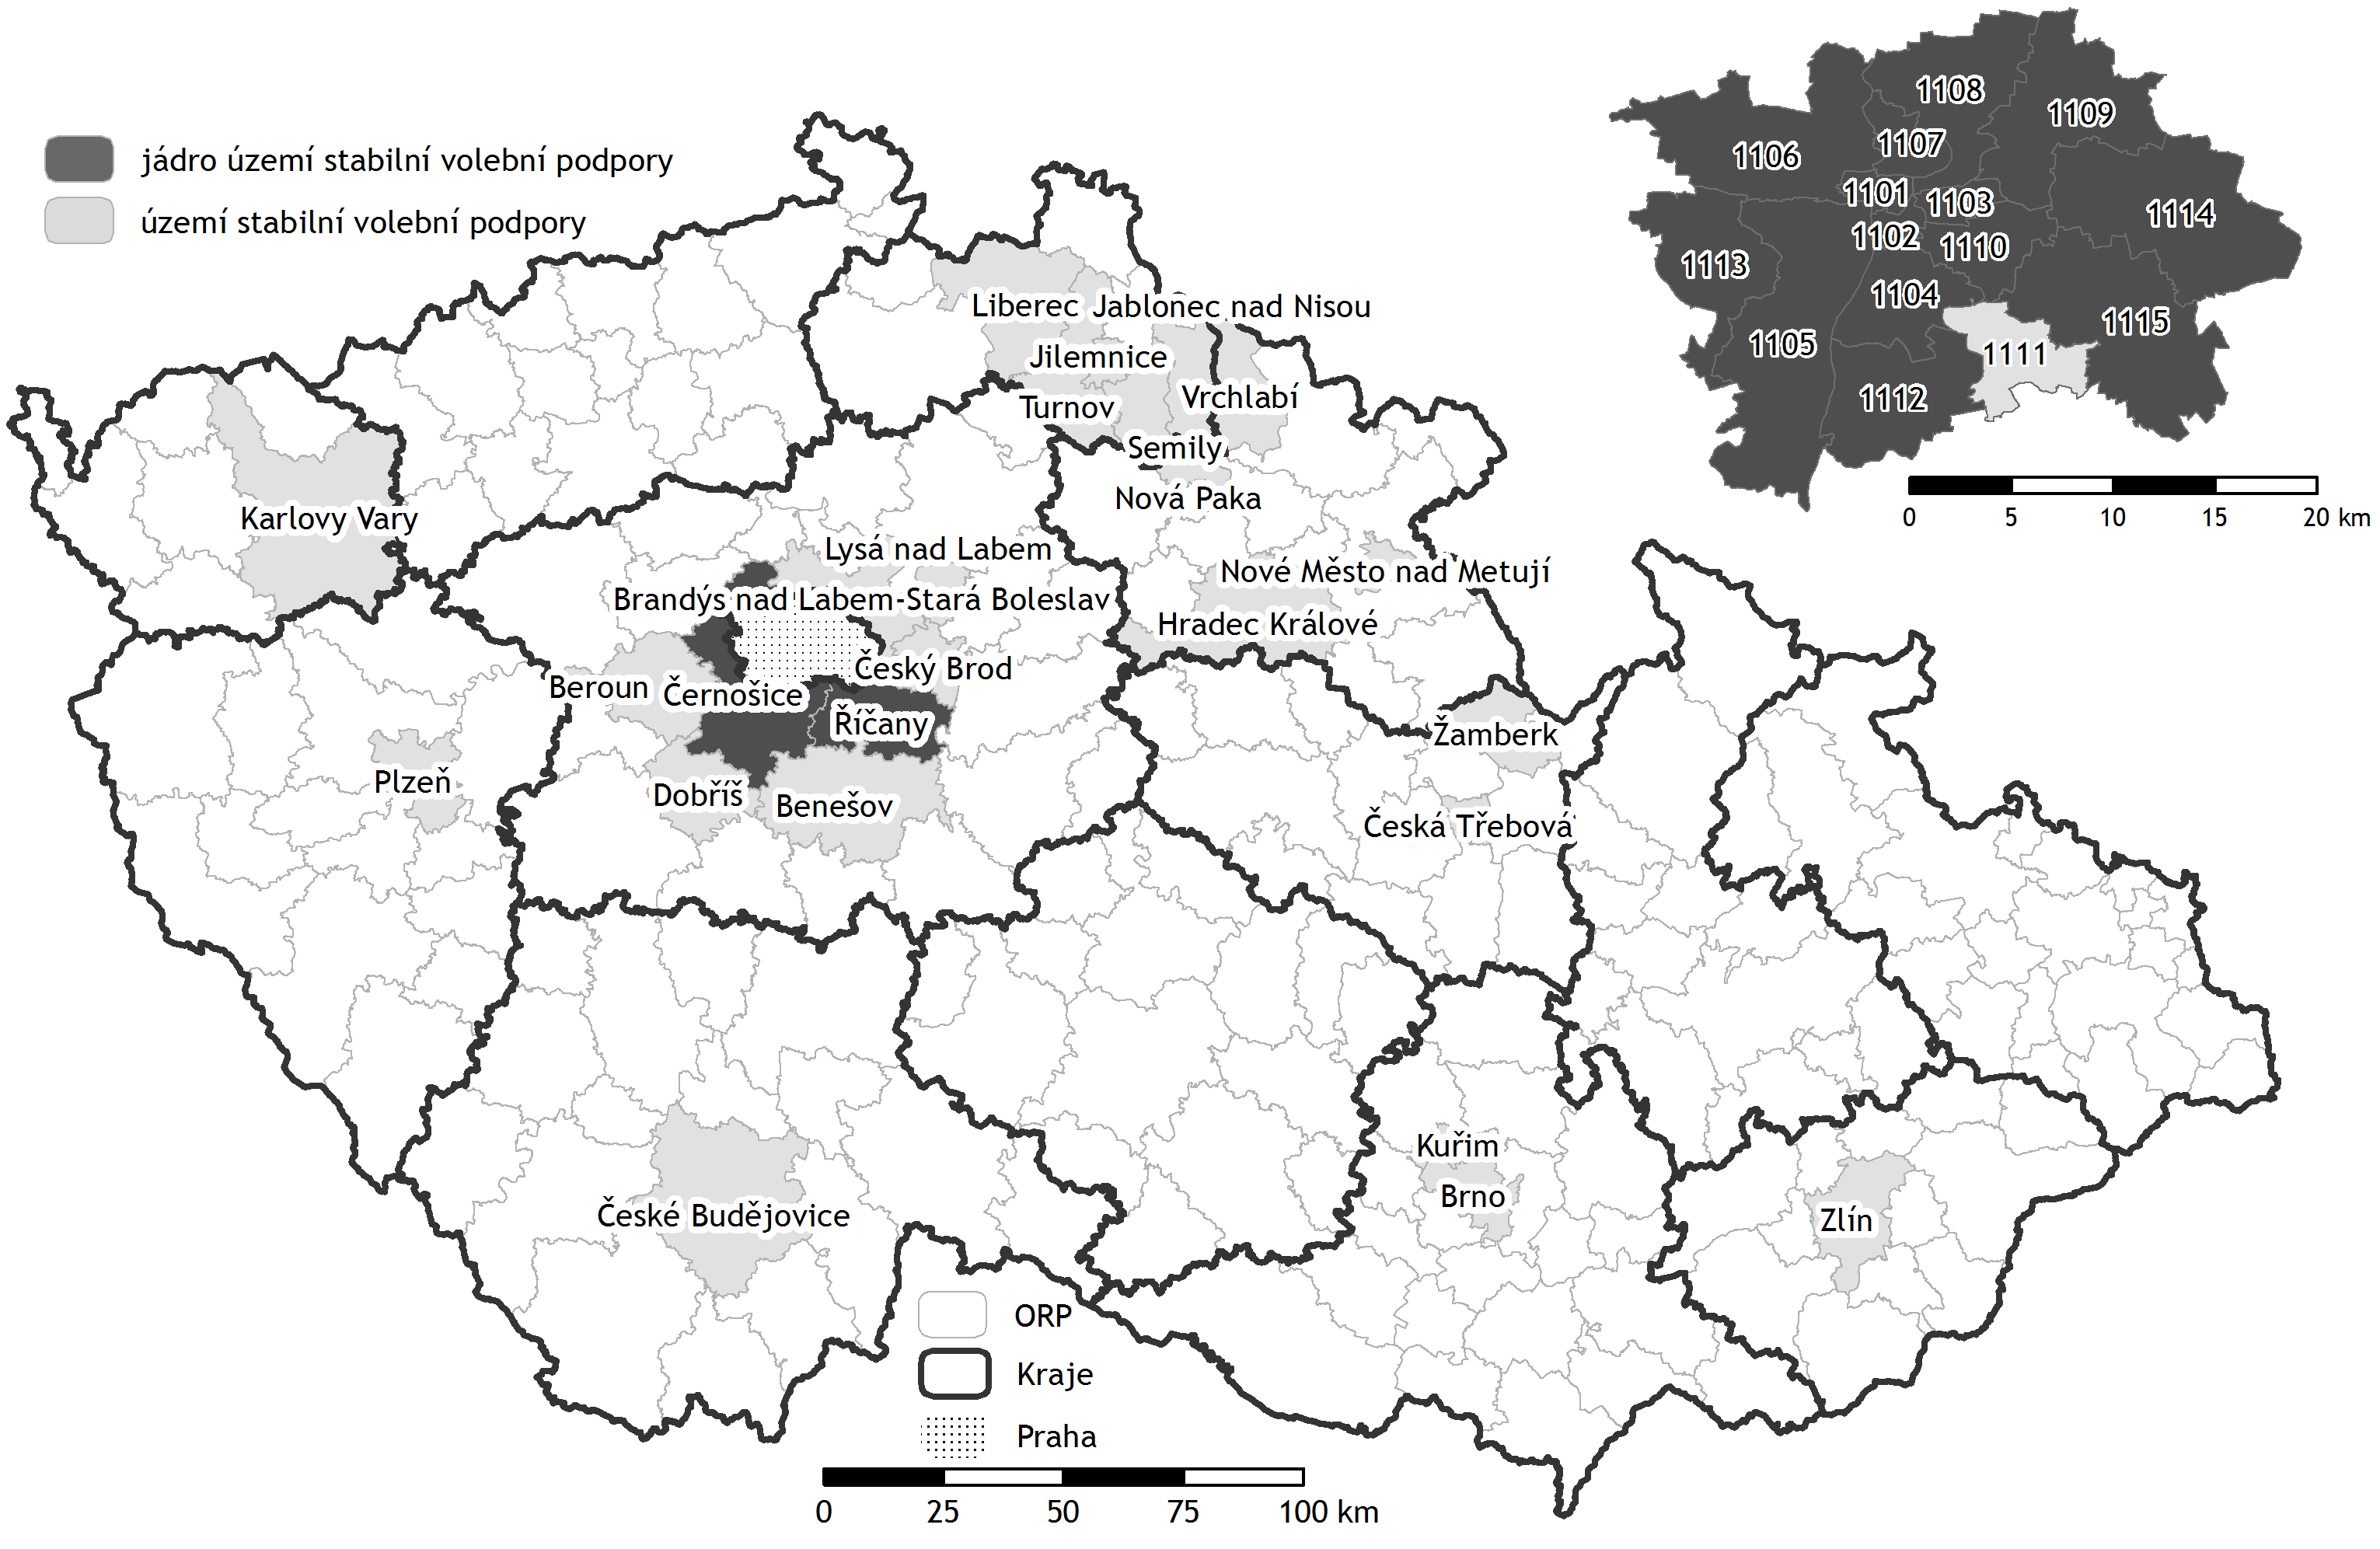 jádro území stabilní volební podpory
území stabilní volební podpory
1108
1109
1107
1106
1101
1103
1114
1102
1110
1113
1104
1115
1105
1111
1112
0 5 10 15 20 km
Liberec
Jablonec nad Nisou
Jilemnice
Turnov
Vrchlabí
Semily
Nová Paka
Karlovy Vary
Lysá nad Labem
Nové Město nad Metují
Brandýs nad Labem-Stará Boleslav
Hradec Králové
Český Brod
Beroun
Černošice
Říčany
Žamberk
Plzeň
Dobříš
Benešov
Česká Třebová
Kuřim
Brno
České Budějovice
Zlín
ORP
Kraje
Praha
0 25 50 75 100 km